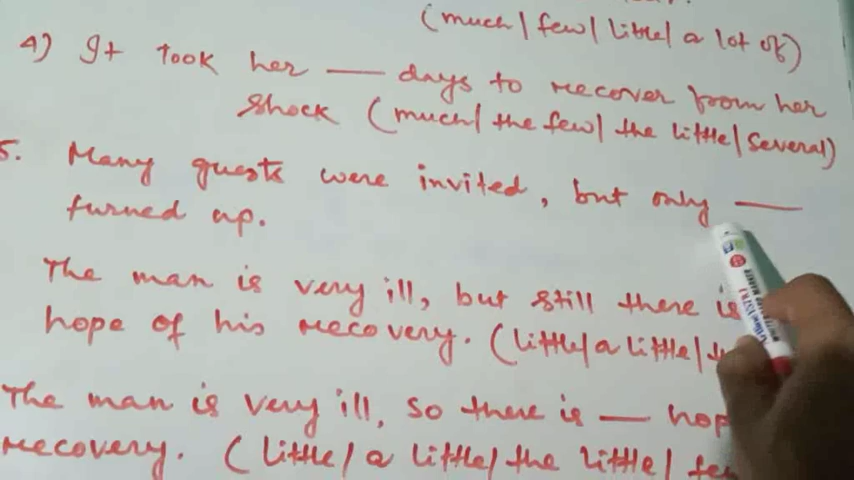 (much/ few/ little/ a lot of)
4) It took her — days to recover from her
shock (much/ the few/ the little/ several)
5. Many guests were invited, but only —
turned up.
The man is very ill, but still there is
hope of his recovery. (little/ a little/
The man is very ill, so there is — hop
recovery. (little/ a little/ the little/ few